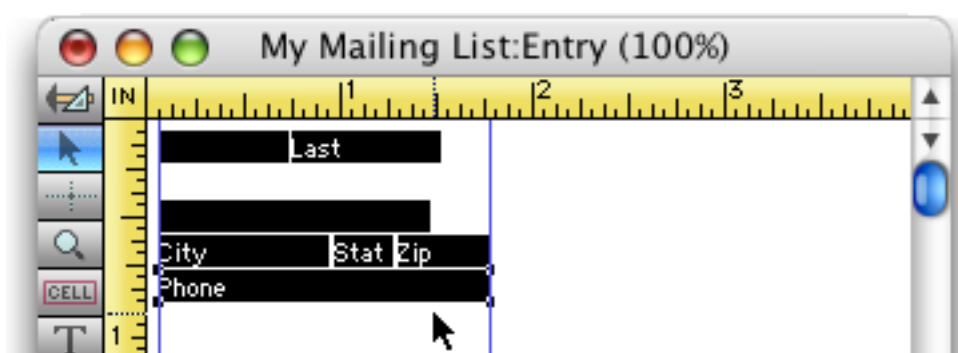 My Mailing List:Entry (100%)
IN 1 2 3
Last
City Stat Zip
CELL Phone
T 1